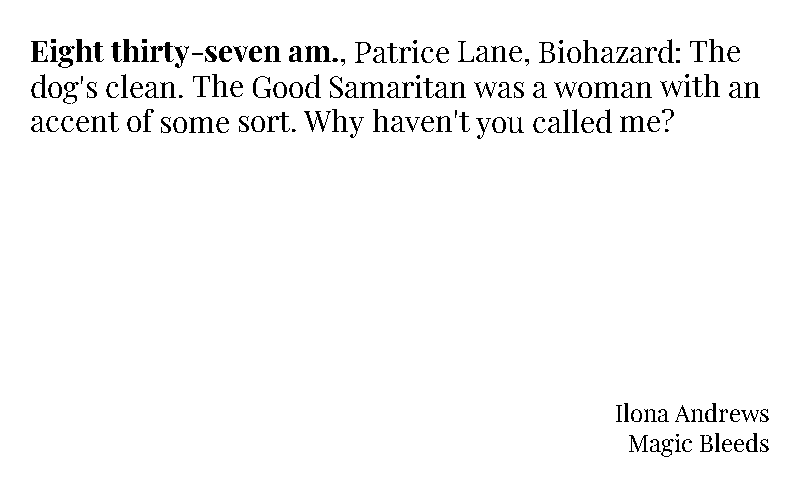 Eight thirty-seven am., Patrice Lane, Biohazard: The
dog's clean. The Good Samaritan was a woman with an
accent of some sort. Why haven't you called me?
Ilona Andrews
Magic Bleeds